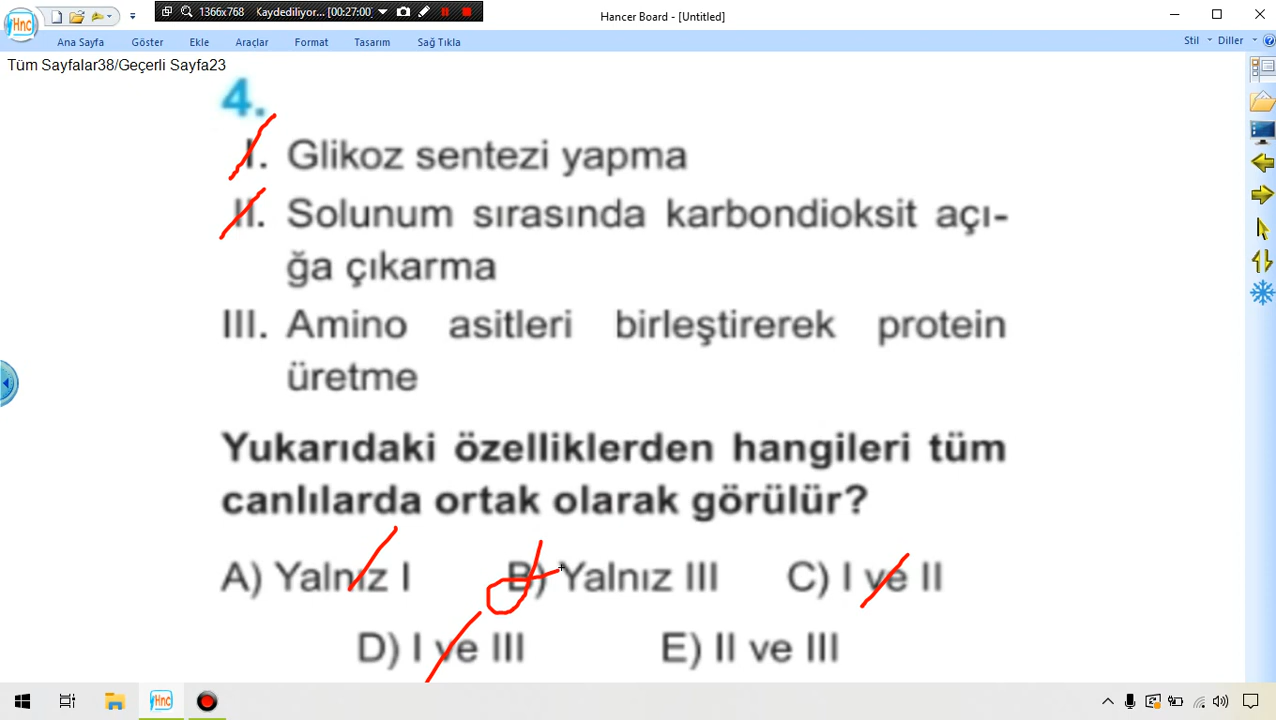 Hnc
1366x768 Kaydediliyor... [00:27:00]
Hancer Board - [Untitled]
Ana Sayfa Göster Ekle Araçlar Format Tasarım Sağ Tıkla Stil Diller
Tüm Sayfalar38/Geçerli Sayfa23
4.
I. Glikoz sentezi yapma
II. Solunum sırasında karbondioksit açı-
ğa çıkarma
III. Amino asitleri birleştirerek protein
üretme
Yukarıdaki özelliklerden hangileri tüm
canlılarda ortak olarak görülür?
A) Yalnız I B) Yalnız III C) I ve II
D) I ve III E) II ve III
Hnc